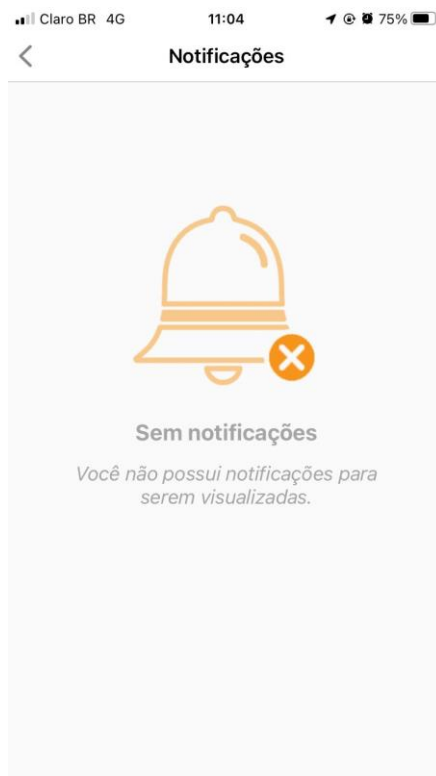 Claro BR 4G 11:04 75%
Notificações
Sem notificações
Você não possui notificações para
serem visualizadas.